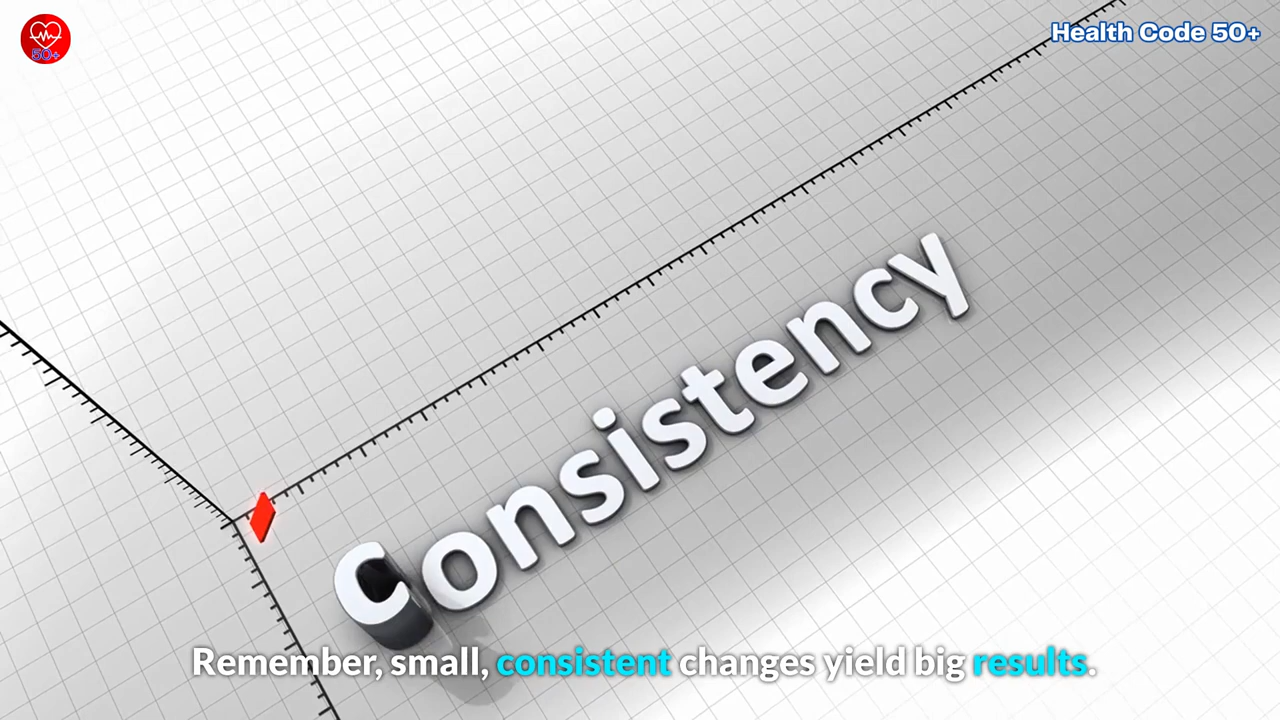 50+
Health Code 50+
Consistency
Remember, small, consistent changes yield big results.